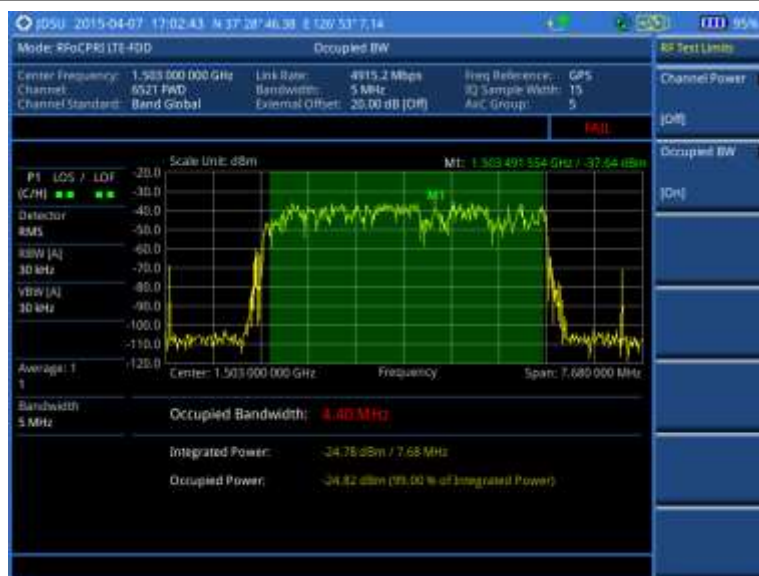 JDSU 2015-04-07 17:02:43 N 37° 28' 46.38 E 126° 53' 7.14 95%
Mode: RFoCPRI LTE-FDD Occupied BW RF Test Limits
Center Frequency: 1.503 000 000 GHz Link Rate: 4915.2 Mbps Freq Reference: GPS
Channel: 6521 FWD Bandwidth: 5 MHz IQ Sample Width: 15
Channel Standard: Band Global External Offset: 20.00 dB [Off] AxC Group: 5
Channel Power
[Off]
FAIL
Occupied BW
[On]
Scale Unit: dBm M1: 1.503 491 554 GHz / -37.64 dBm
P1 LOS / LOF
(C/H)
Detector
RMS
RBW [A]
30 kHz
VBW [A]
30 kHz
Average: 1
1
Bandwidth
5 MHz
-20.0
-30.0
-40.0
-50.0
-60.0
-70.0
-80.0
-90.0
-100.0
-110.0
-120.0
M1
Center: 1.503 000 000 GHz Frequency Span: 7.680 000 MHz
Occupied Bandwidth: 4.40 MHz
Integrated Power: -24.78 dBm / 7.68 MHz
Occupied Power: -24.82 dBm (99.00 % of Integrated Power)